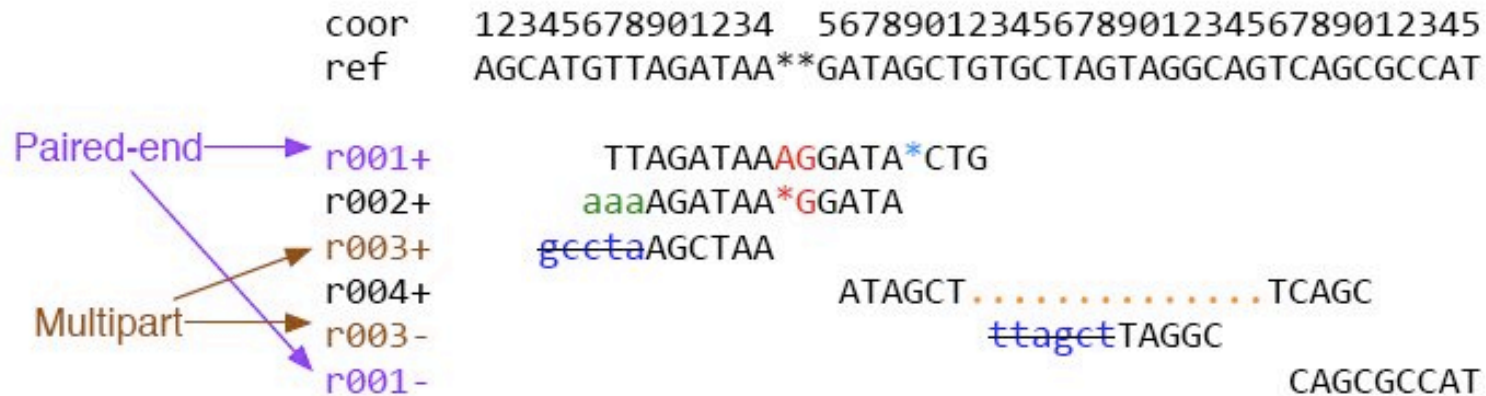 coor 12345678901234 5678901234567890123456789012345
ref AGCATGTTAGATAA**GATAGCTGTGCTAGTAGGCAGTCAGCGCCAT
Paired-end r001+ TTAGATAAAGGATA*CTG
r002+ aaaAGATAA*GGATA
r003+ gcctaAGCTAA
r004+ ATAGCT..............TCAGC
Multipart r003- ttagctTAGGC
r001- CAGCGCCAT